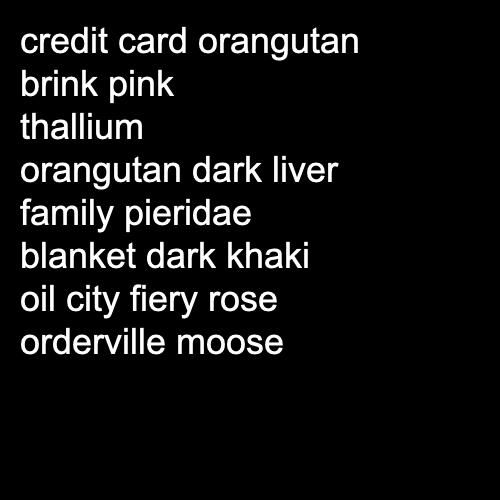 credit card orangutan
brink pink
thallium
orangutan dark liver
family pieridae
blanket dark khaki
oil city fiery rose
orderville moose